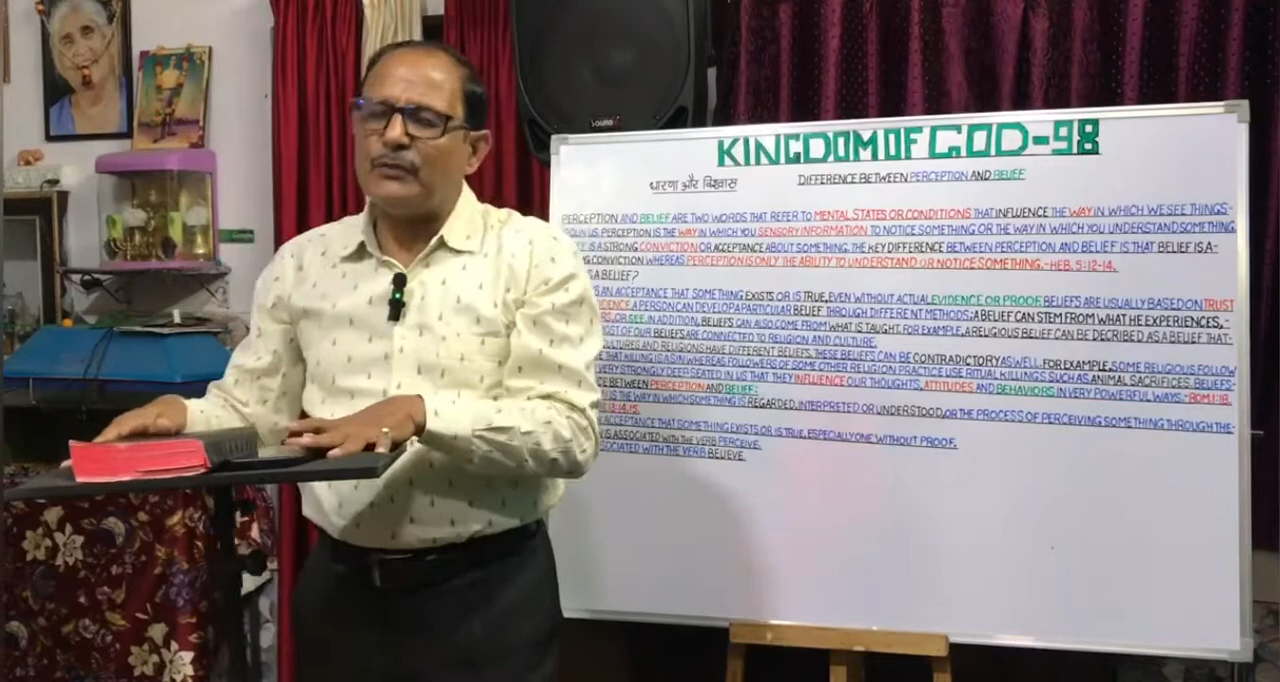 KINGDOM OF GOD-98
धारणा और विश्वास
DIFFERENCE BETWEEN PERCEPTION AND BELIEF
PERCEPTION AND BELIEF ARE TWO WORDS THAT REFER TO MENTAL STATES OR CONDITIONS THAT INFLUENCE THE WAY IN WHICH WE SEE THINGS-
US. PERCEPTION IS THE WAY IN WHICH YOU SENSORY INFORMATION TO NOTICE SOMETHING OR THE WAY IN WHICH YOU UNDERSTAND SOMETHING.
IS A STRONG CONVICTION OR ACCEPTANCE ABOUT SOMETHING. THE KEY DIFFERENCE BETWEEN PERCEPTION AND BELIEF IS THAT BELIEF IS A-
CONVICTION WHEREAS PERCEPTION IS ONLY THE ABILITY TO UNDERSTAND OR NOTICE SOMETHING.-HEB. 5:12-14.
S A BELIEF?
S AN ACCEPTANCE THAT SOMETHING EXISTS OR IS TRUE, EVEN WITHOUT ACTUAL EVIDENCE OR PROOF BELIEFS ARE USUALLY BASED ON TRUST
A PERSON CAN DEVELOP A PARTICULAR BELIEF THROUGH DIFFERENT METHODS; A BELIEF CAN STEM FROM WHAT HE EXPERIENCES,-
OR SEE. IN ADDITION, BELIEFS CAN ALSO COME FROM WHAT IS TAUGHT. FOR EXAMPLE, A RELIGIOUS BELIEF CAN BE DECRIBED AS A BELIEF THAT-
OST OF OUR BELIEFS ARE CONNECTED TO RELIGION AND CULTURE.
CULTURES AND RELIGIONS HAVE DIFFERENT BELIEFS. THESE BELIEFS CAN BE CONTRADICTORY AS WELL. FOR EXAMPLE, SOME RELIGIOUS FOLLOW
THAT KILLING IS A SIN WHEREAS FOLLOWERS OF SOME OTHER RELIGION PRACTICE USE RITUAL KILLINGS SUCH AS ANIMAL SACRIFICES. BELIEFS-
VERY STRONGLY DEEP SEATED IN US THAT THEY INFLUENCE OUR THOUGHTS, ATTITUDES AND BEHAVIORS IN VERY POWERFUL WAYS.-ROM.1:18.
CE BETWEEN PERCEPTION AND BELIEF:
IS THE WAY IN WHICH SOMETHING IS REGARDED, INTERPRETED OR UNDERSTOOD, OR THE PROCESS OF PERCEIVING SOMETHING THROUGH THE-
13:14,15.
ACCEPTANCE THAT SOMETHING EXISTS OR IS TRUE, ESPECIALLY ONE WITHOUT PROOF.
IS ASSOCIATED WITH THE VERB PERCEIVE.
SOCIATED WITH THE VERB BELIEVE.